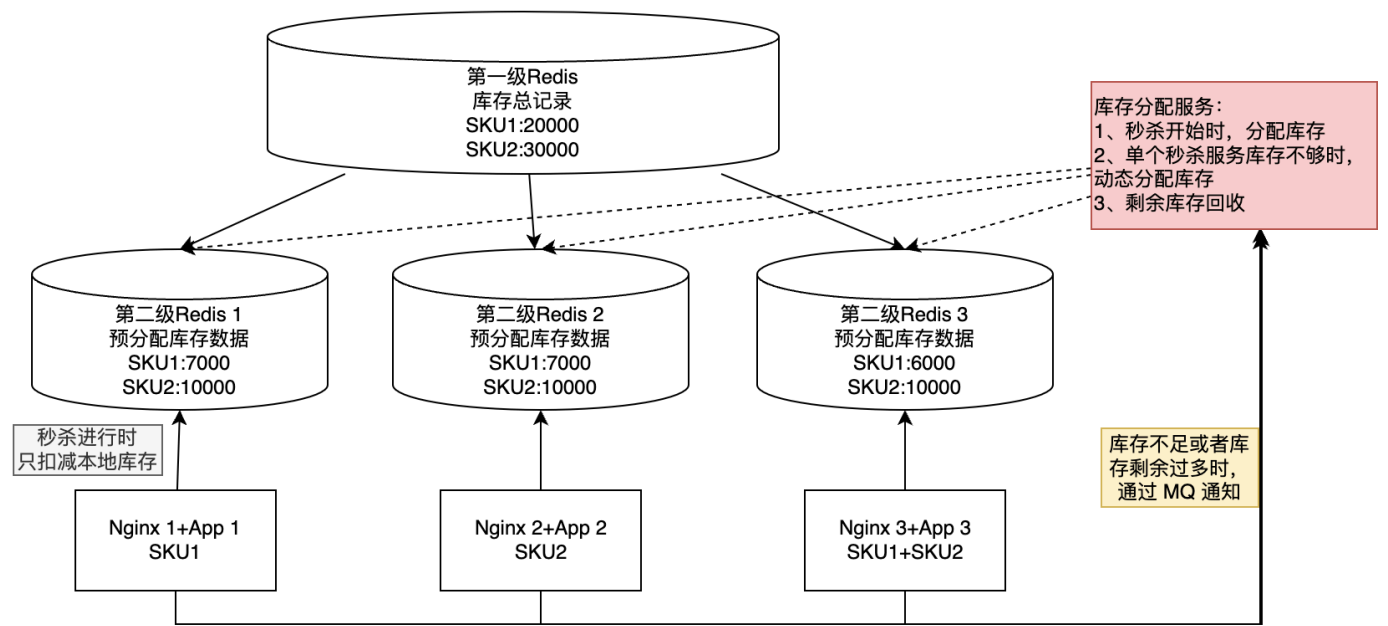 第一级Redis
库存总记录
SKU1:20000
SKU2:30000
库存分配服务：
1、秒杀开始时，分配库存
2、单个秒杀服务库存不够时，
动态分配库存
3、剩余库存回收
第二级Redis 1
预分配库存数据
SKU1:7000
SKU2:10000
第二级Redis 2
预分配库存数据
SKU1:7000
SKU2:10000
第二级Redis 3
预分配库存数据
SKU1:6000
SKU2:10000
秒杀进行时
只扣减本地库存
库存不足或者库
存剩余过多时，
通过 MQ 通知
Nginx 1+App 1
SKU1
Nginx 2+App 2
SKU2
Nginx 3+App 3
SKU1+SKU2